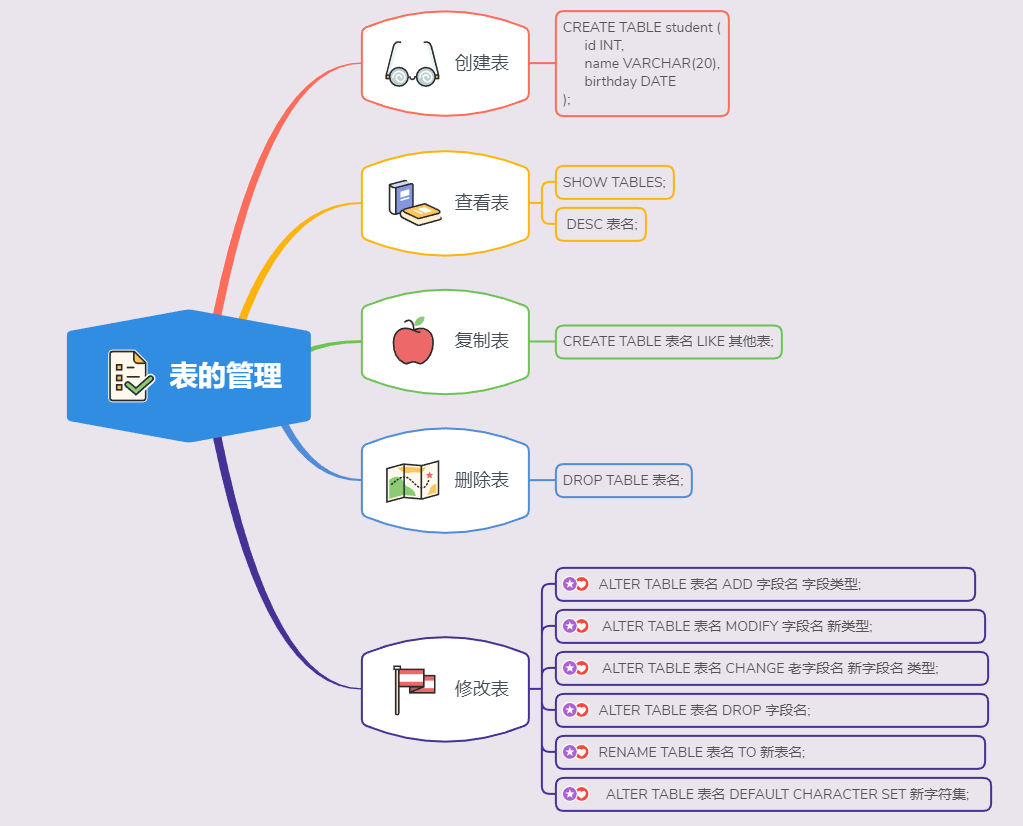 表的管理
创建表
CREATE TABLE student (
id INT,
name VARCHAR(20),
birthday DATE
);
查看表
SHOW TABLES;
DESC 表名;
复制表
CREATE TABLE 表名 LIKE 其他表;
删除表
DROP TABLE 表名;
修改表
ALTER TABLE 表名 ADD 字段名 字段类型;
ALTER TABLE 表名 MODIFY 字段名 新类型;
ALTER TABLE 表名 CHANGE 老字段名 新字段名 类型;
ALTER TABLE 表名 DROP 字段名;
RENAME TABLE 表名 TO 新表名;
ALTER TABLE 表名 DEFAULT CHARACTER SET 新字符集;